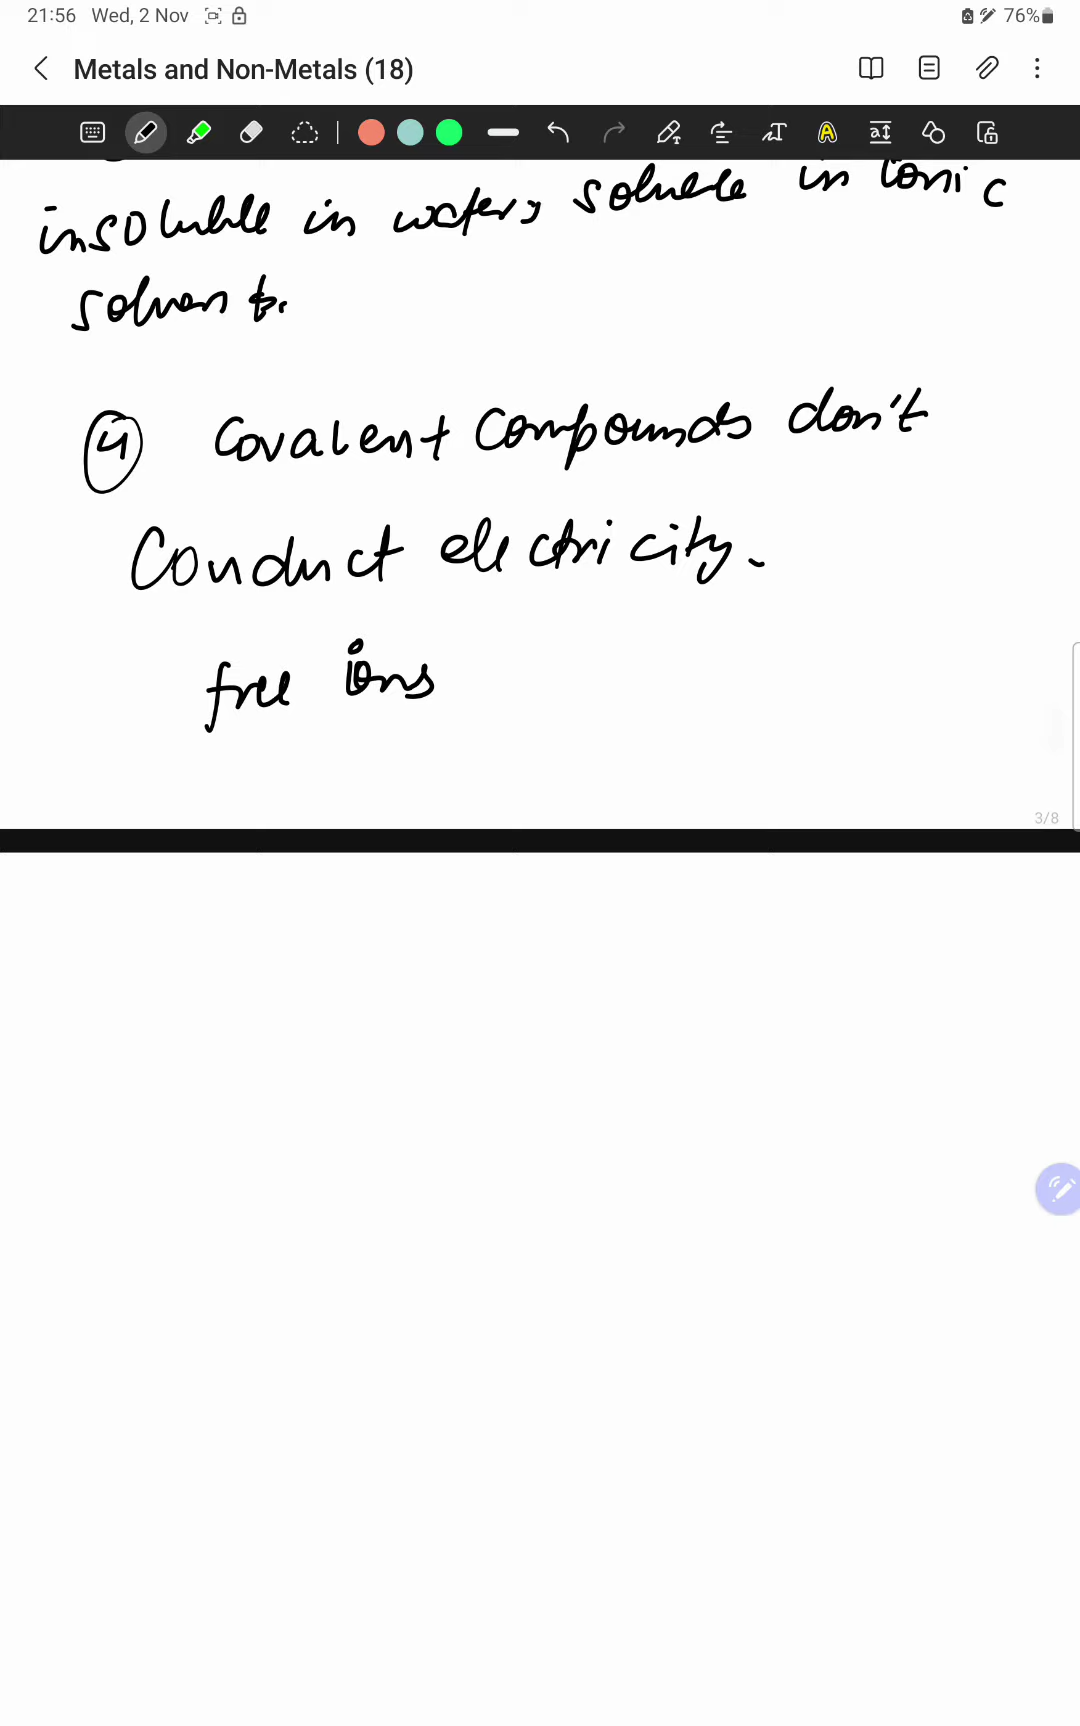 21:56 Wed, 2 Nov 76%
Metals and Non-Metals (18)
insoluble in water, soluble in ionic
solvent.
4 Covalent Compounds don't
Conduct electricity.
free ions
3/8